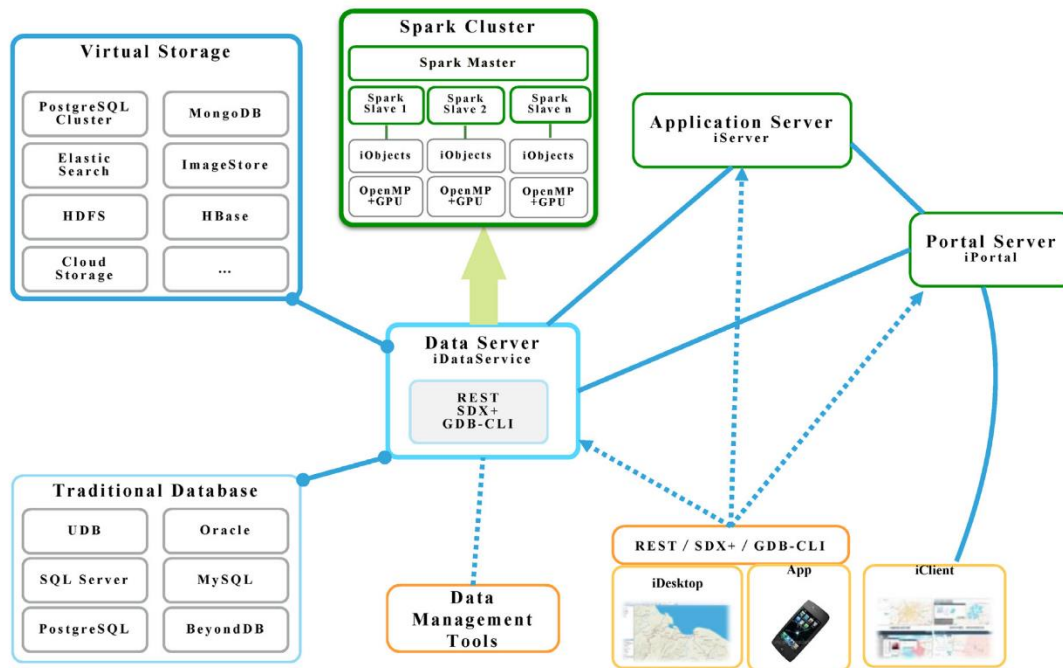 Virtual Storage
PostgreSQL
Cluster
MongoDB
Elastic
Search
ImageStore
HDFS
HBase
Cloud
Storage
...
Spark Cluster
Spark Master
Spark
Slave 1
Spark
Slave 2
Spark
Slave n
iObjects
iObjects
iObjects
OpenMP
+GPU
OpenMP
+GPU
OpenMP
+GPU
Application Server
iServer
Portal Server
iPortal
Data Server
iDataService
REST
SDX+
GDB-CLI
Traditional Database
UDB
Oracle
SQL Server
MySQL
PostgreSQL
BeyondDB
Data
Management
Tools
REST / SDX+ / GDB-CLI
iDesktop
App
iClient